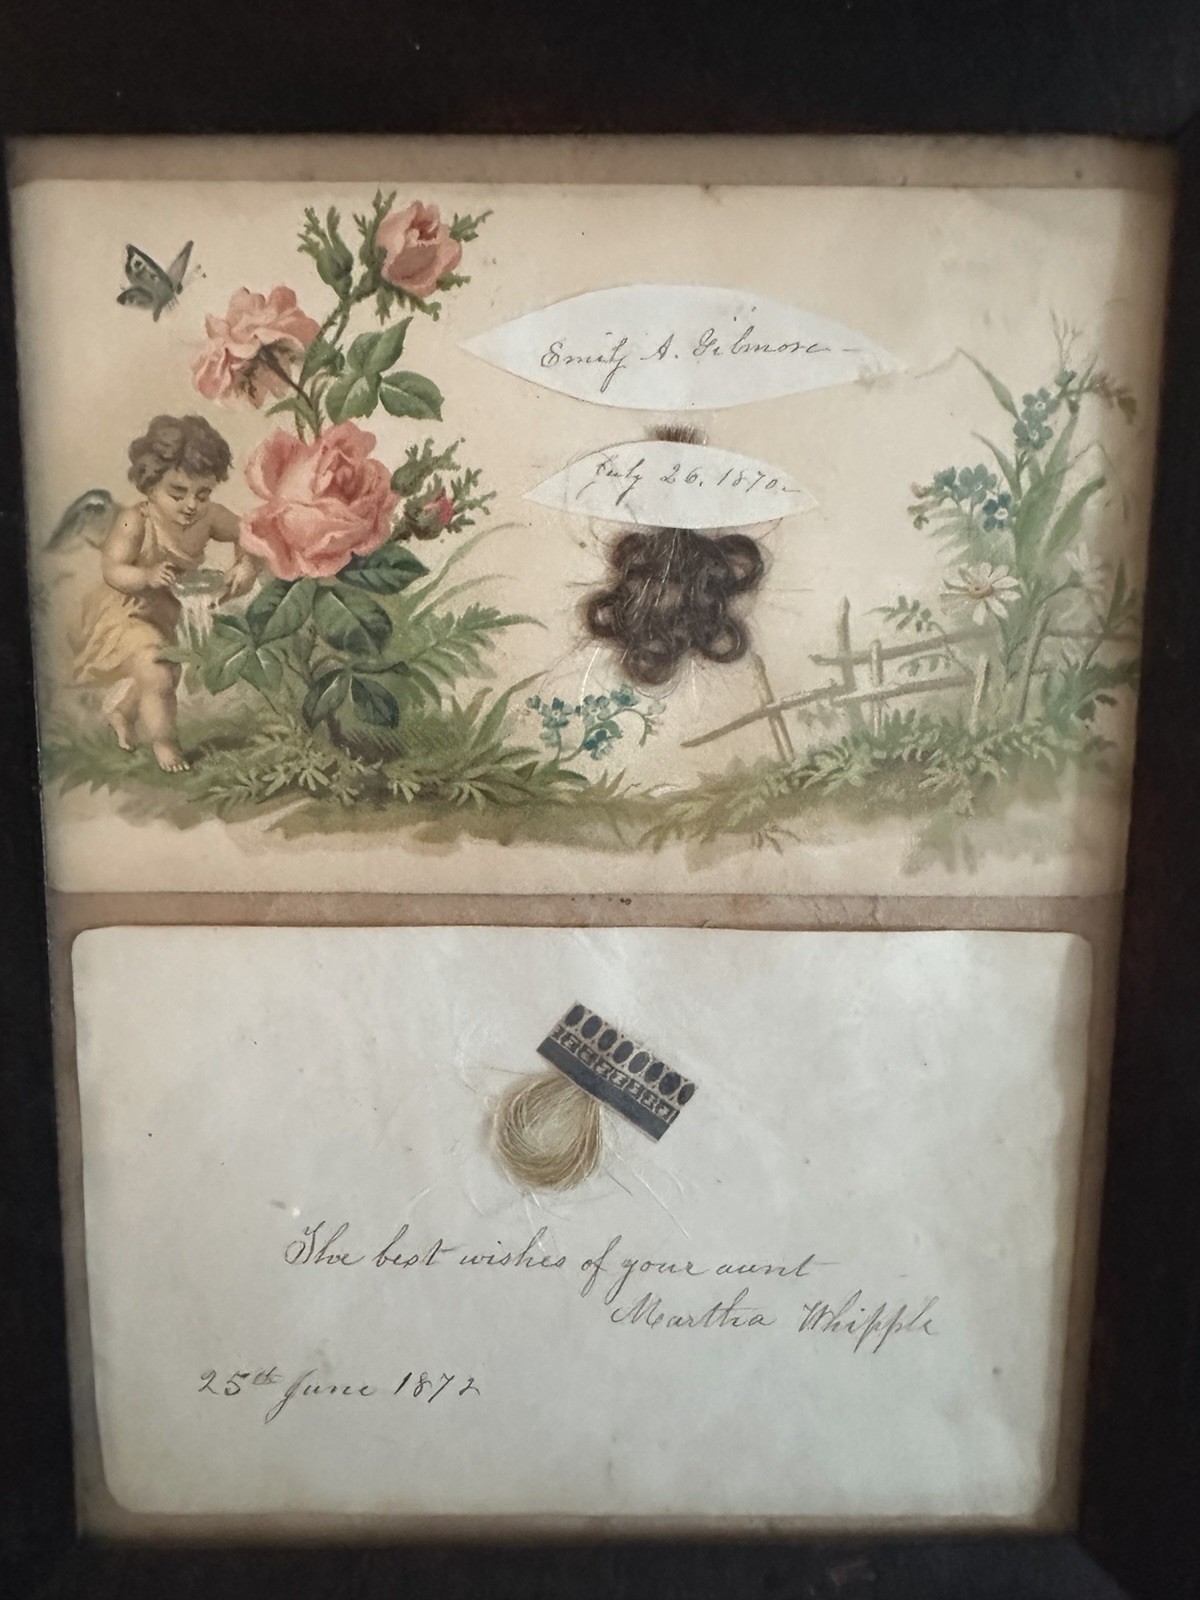 Emily A. Gilmore
July 26, 1870.
The best wishes of your aunt
Martha Whipple
25th June 1872